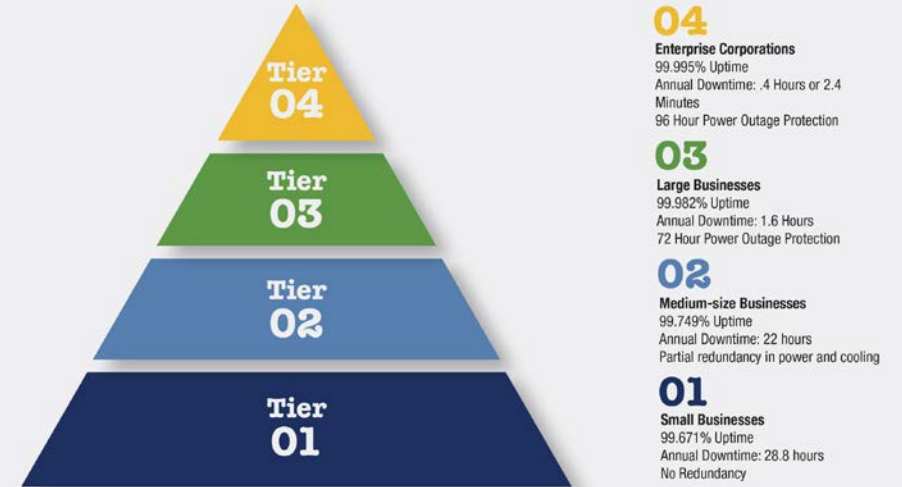 Tier
04
Tier
03
Tier
02
Tier
01
04
Enterprise Corporations
99.995% Uptime
Annual Downtime: .4 Hours or 2.4
Minutes
96 Hour Power Outage Protection
03
Large Businesses
99.982% Uptime
Annual Downtime: 1.6 Hours
72 Hour Power Outage Protection
02
Medium-size Businesses
99.749% Uptime
Annual Downtime: 22 hours
Partial redundancy in power and cooling
01
Small Businesses
99.671% Uptime
Annual Downtime: 28.8 hours
No Redundancy